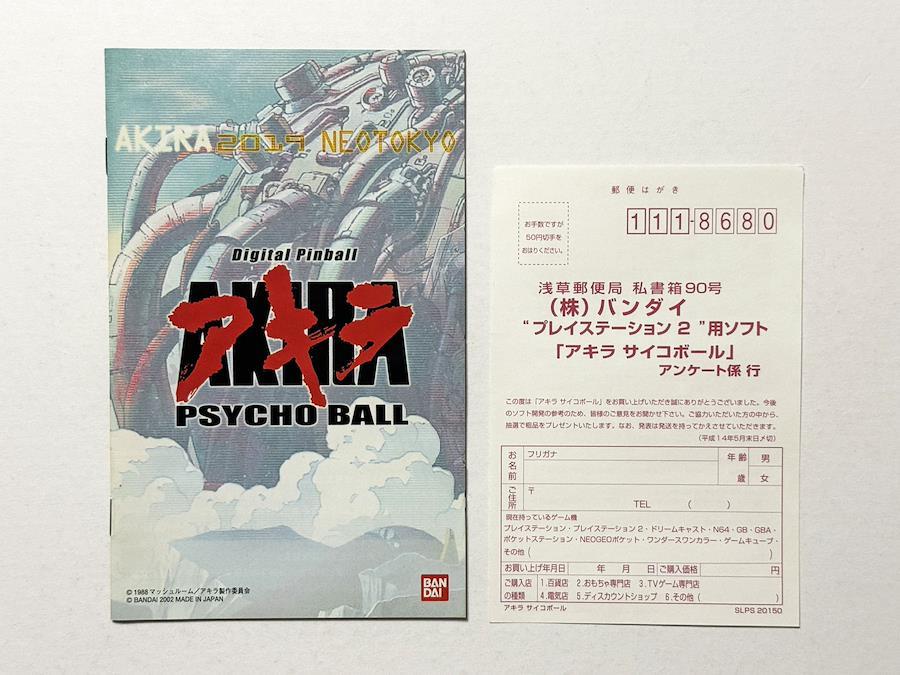 AKIRA 2019 NEOTOKYO
Digital Pinball
AKIRA
アキラ
PSYCHO BALL
© 1988 マッシュルーム／アキラ製作委員会
© BANDAI 2002 MADE IN JAPAN
BAN
DAI
郵便はがき
お手数ですが
50円切手を
おはりください。
111-8680
浅草郵便局 私書箱90号
（株）バンダイ
“プレイステーション 2 ”用ソフト
「アキラ サイコボール」
アンケート係 行
この度は「アキラ サイコボール」をお買い上げいただき誠にありがとうございました。今後
のソフト開発の参考のため、皆様のご意見をお聞かせ下さい。ご協力いただいた方の中から、
抽選で粗品をプレゼントいたします。なお、発表は発送を持ってかえさせていただきます。
（平成14年5月末日〆切）
お名前 フリガナ 年齢 歳 男 女
ご住所 〒 TEL （ ）
現在持っているゲーム機
プレイステーション・プレイステーション2・ドリームキャスト・N64・GB・GBA・
ポケットステーション・NEOGEOポケット・ワンダースワンカラー・ゲームキューブ・
その他（ ）
お買い上げ年月日 年 月 日 ご購入価格 円
ご購入店 1.百貨店 2.おもちゃ専門店 3.TVゲーム専門店
の種類 4.電気店 5.ディスカウントショップ 6.その他（ ）
アキラ サイコボール SLPS 20150